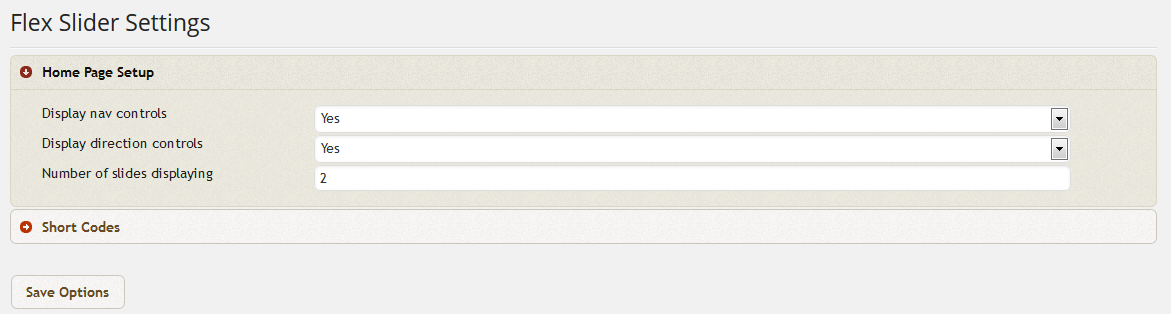 Flex Slider Settings
Home Page Setup
Display nav controls Yes
Display direction controls Yes
Number of slides displaying 2
Short Codes
Save Options